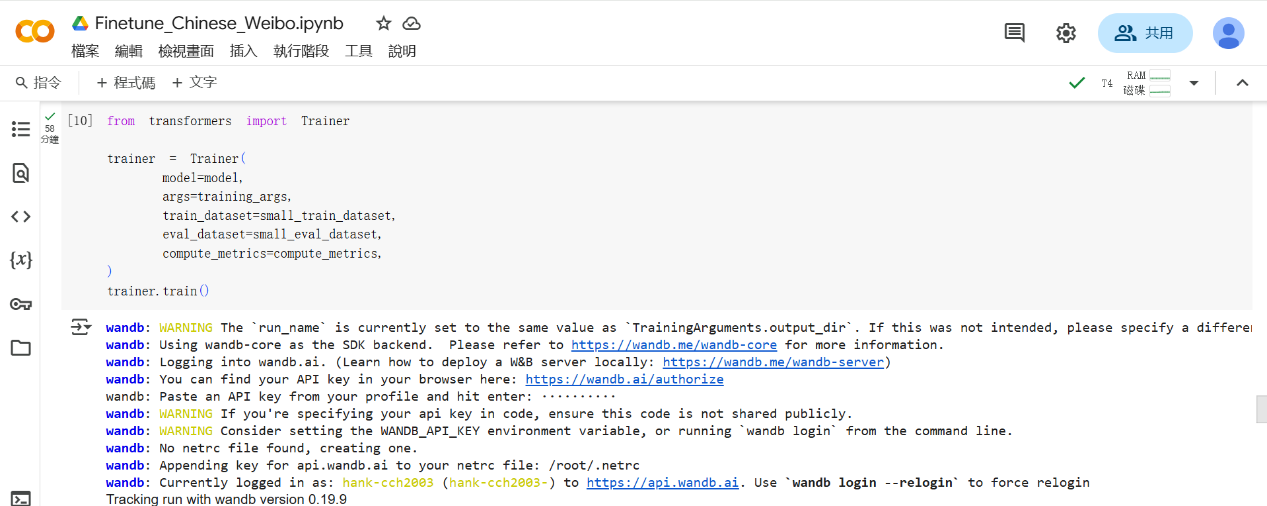 Finetune_Chinese_Weibo.ipynb
檔案 編輯 檢視畫面 插入 執行階段 工具 說明
共用
指令 + 程式碼 + 文字
T4 RAM 磁碟
58 分鐘
[10] from transformers import Trainer
trainer = Trainer(
model=model,
args=training_args,
train_dataset=small_train_dataset,
eval_dataset=small_eval_dataset,
compute_metrics=compute_metrics,
)
trainer.train()
wandb: WARNING The `run_name` is currently set to the same value as `TrainingArguments.output_dir`. If this was not intended, please specify a differen
wandb: Using wandb-core as the SDK backend.  Please refer to https://wandb.me/wandb-core for more information.
wandb: Logging into wandb.ai. (Learn how to deploy a W&B server locally: https://wandb.me/wandb-server)
wandb: You can find your API key in your browser here: https://wandb.ai/authorize
wandb: Paste an API key from your profile and hit enter: ··········
wandb: WARNING If you're specifying your api key in code, ensure this code is not shared publicly.
wandb: WARNING Consider setting the WANDB_API_KEY environment variable, or running `wandb login` from the command line.
wandb: No netrc file found, creating one.
wandb: Appending key for api.wandb.ai to your netrc file: /root/.netrc
wandb: Currently logged in as: hank-cch2003 (hank-cch2003-) to https://api.wandb.ai. Use `wandb login --relogin` to force relogin
Tracking run with wandb version 0.19.9